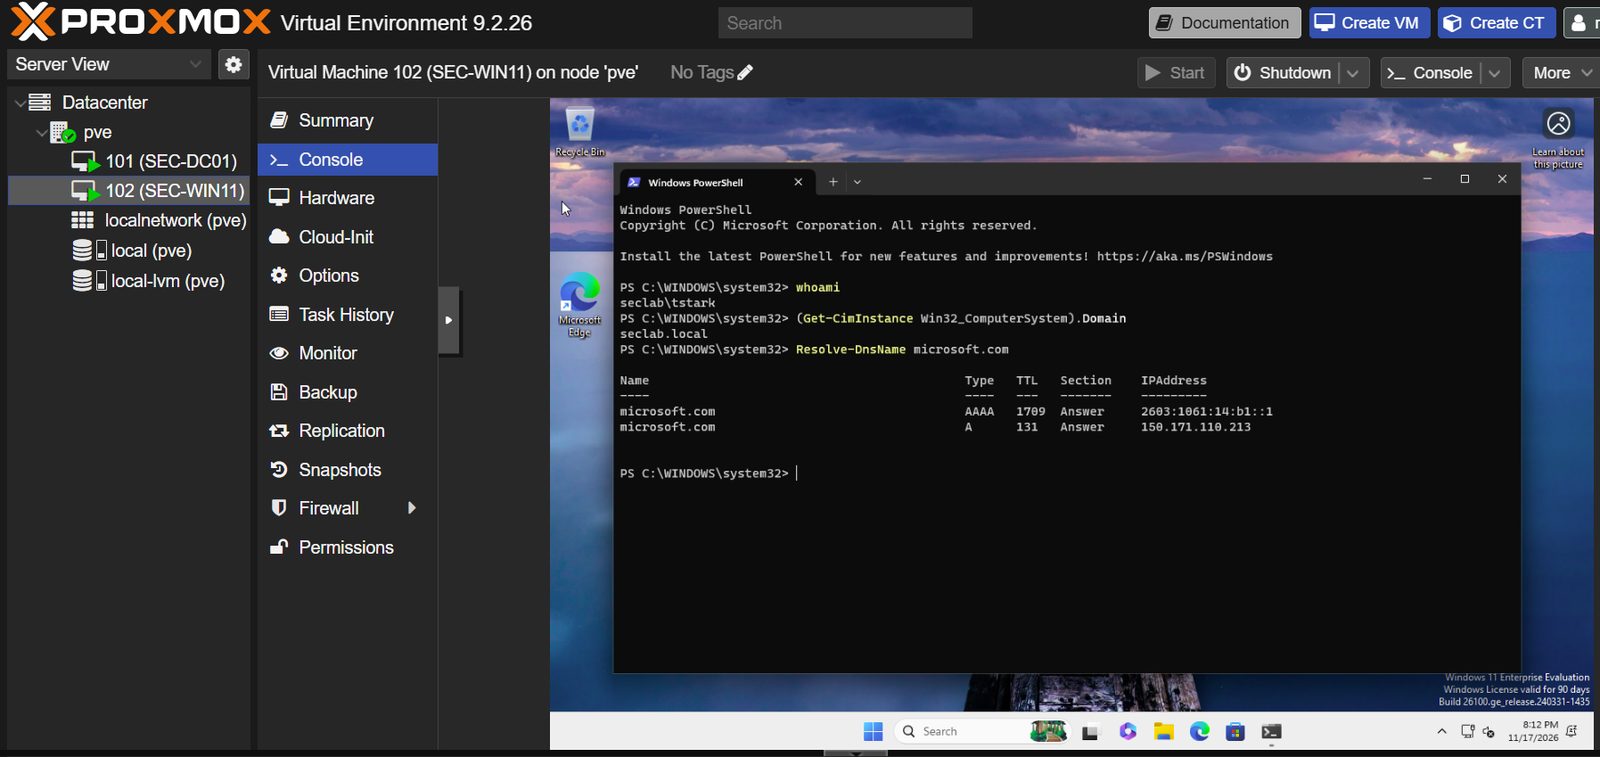 PROXMOX Virtual Environment 9.2.26
Search
Documentation
Create VM
Create CT
Server View
Virtual Machine 102 (SEC-WIN11) on node 'pve'
No Tags
Start
Shutdown
Console
More
Datacenter
pve
101 (SEC-DC01)
102 (SEC-WIN11)
localnetwork (pve)
local (pve)
local-lvm (pve)
Summary
Console
Hardware
Cloud-Init
Options
Task History
Monitor
Backup
Replication
Snapshots
Firewall
Permissions
Recycle Bin
Microsoft
Edge
Learn about
this picture
Windows PowerShell
Windows PowerShell
Copyright (C) Microsoft Corporation. All rights reserved.
Install the latest PowerShell for new features and improvements! https://aka.ms/PSWindows
PS C:\WINDOWS\system32> whoami
seclab\tstark
PS C:\WINDOWS\system32> (Get-CimInstance Win32_ComputerSystem).Domain
seclab.local
PS C:\WINDOWS\system32> Resolve-DnsName microsoft.com
Name Type TTL Section IPAddress
---- ---- --- ------- ---------
microsoft.com AAAA 1709 Answer 2603:1061:14:b1::1
microsoft.com A 131 Answer 150.171.110.213
PS C:\WINDOWS\system32>
Windows 11 Enterprise Evaluation
Windows License valid for 90 days
Build 26100.ge_release.240331-1435
Search
8:12 PM
11/17/2026